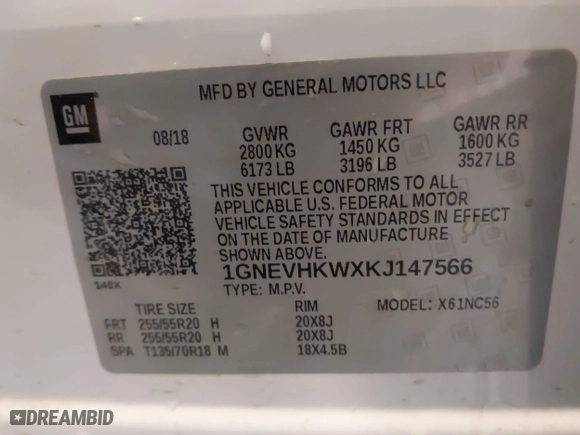 MFD BY GENERAL MOTORS LLC
GM
08/18
GVWR GAWR FRT GAWR RR
2800 KG 1450 KG 1600 KG
6173 LB 3196 LB 3527 LB
THIS VEHICLE CONFORMS TO ALL
APPLICABLE U.S. FEDERAL MOTOR
VEHICLE SAFETY STANDARDS IN EFFECT
ON THE DATE OF MANUFACTURE
SHOWN ABOVE.
1GNEVHKWXKJ147566
140X
TYPE: M.P.V. MODEL: X61NC56
TIRE SIZE RIM
FRT 255/55R20 H 20X8J
RR 255/55R20 H 20X8J
SPA T135/70R18 M 18X4.5B
DREAMBID